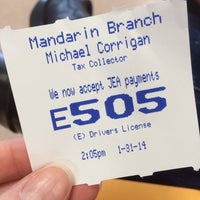 Mandarin Branch
Michael Corrigan
Tax Collector
We now accept JEA payments
E505
(E) Drivers License
2:05pm 1-31-14